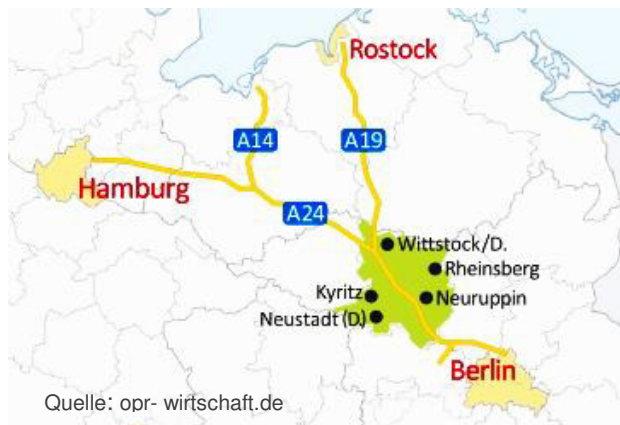 Rostock
A14
A19
Hamburg
A24
Wittstock/D.
Rheinsberg
Kyritz
Neuruppin
Neustadt (D.)
Berlin
Quelle: opr- wirtschaft.de